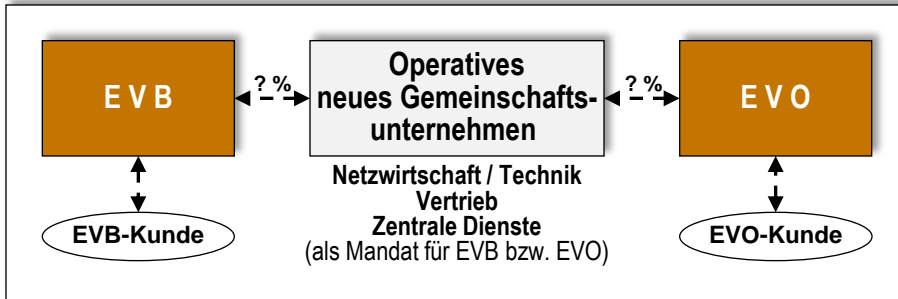 E V B
? %
Operatives
neues Gemeinschafts-
unternehmen
? %
E V O
Netzwirtschaft / Technik
Vertrieb
Zentrale Dienste
(als Mandat für EVB bzw. EVO)
EVB-Kunde
EVO-Kunde